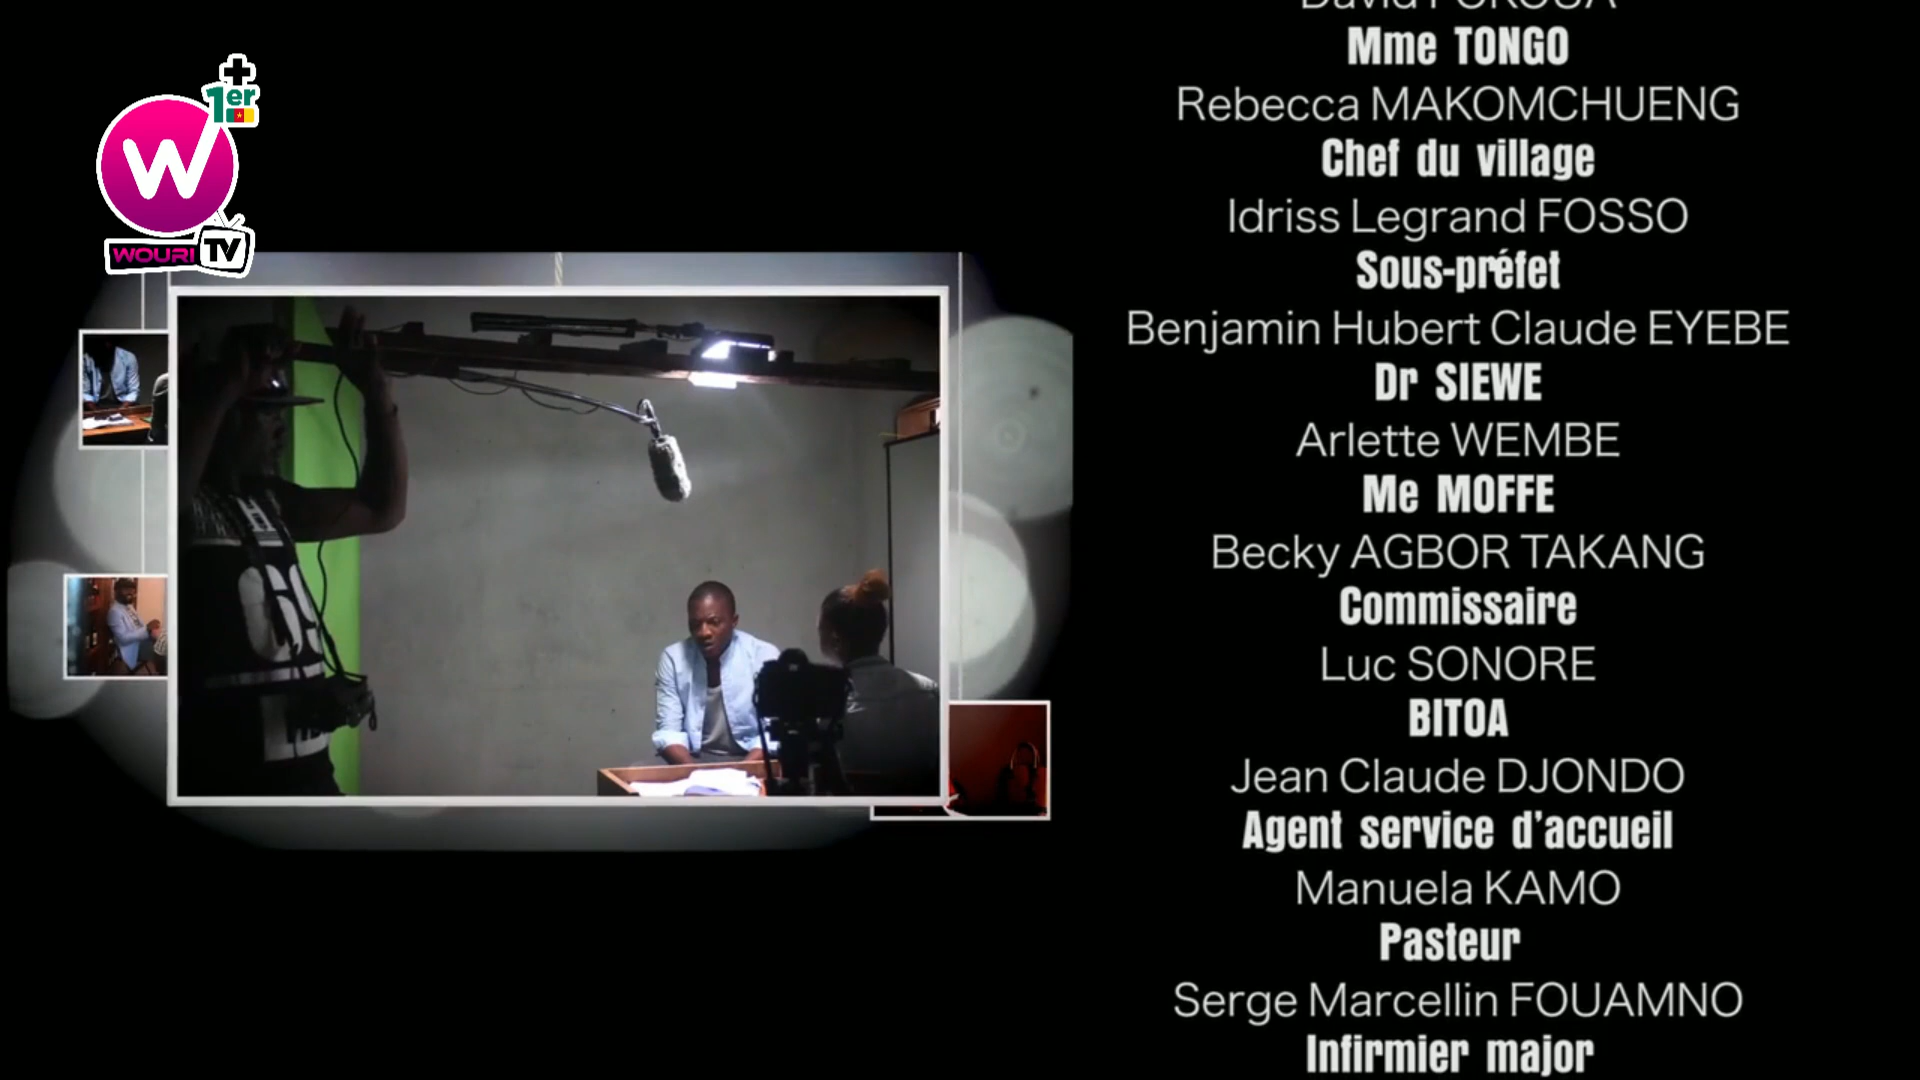 1er
W
WOURI TV
H
69
Mme TONGO
Rebecca MAKOMCHUENG
Chef du village
Idriss Legrand FOSSO
Sous-préfet
Benjamin Hubert Claude EYEBE
Dr SIEWE
Arlette WEMBE
Me MOFFE
Becky AGBOR TAKANG
Commissaire
Luc SONORE
BITOA
Jean Claude DJONDO
Agent service d’accueil
Manuela KAMO
Pasteur
Serge Marcellin FOUAMNO
Infirmier major